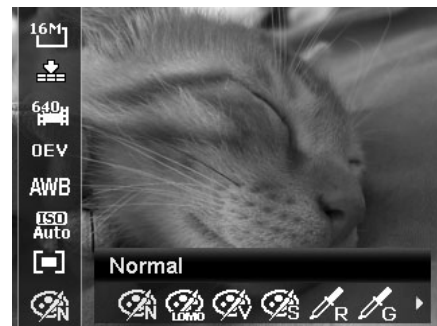 16M
640
0EV
AWB
ISO
Auto
Normal
N
N LOMO V S R G